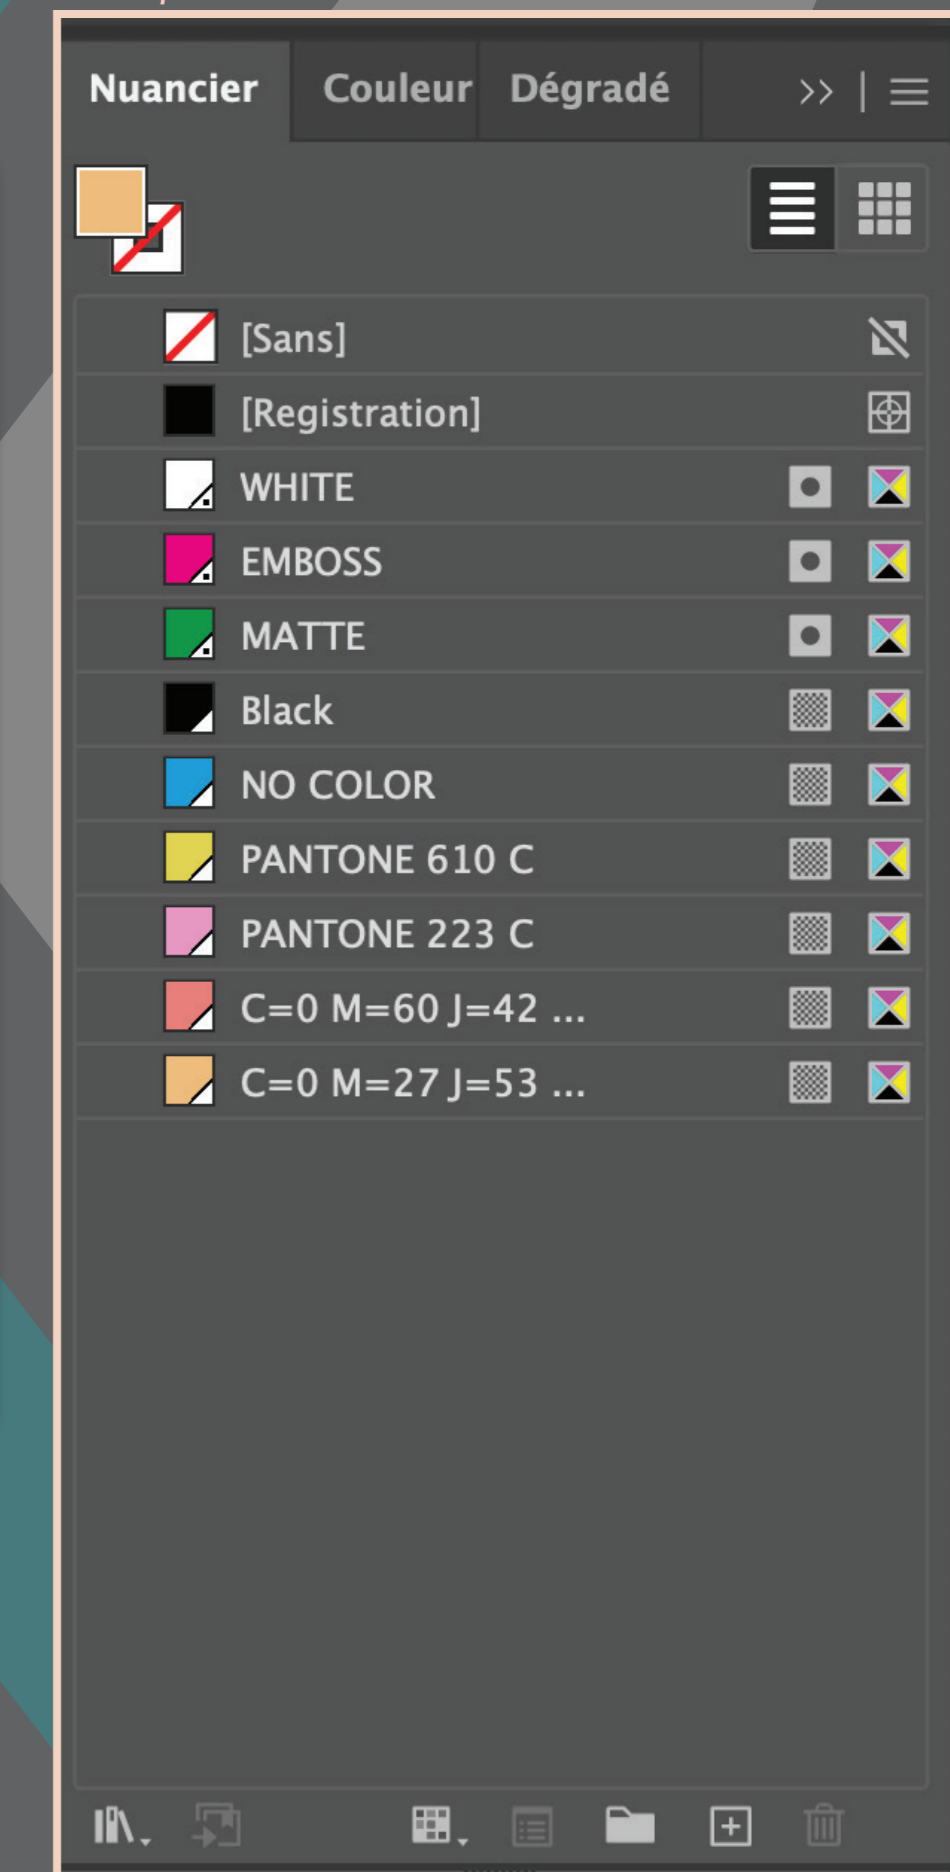 Nuancier Couleur Dégradé
[Sans]
[Registration]
WHITE
EMBOSS
MATTE
Black
NO COLOR
PANTONE 610 C
PANTONE 223 C
C=0 M=60 J=42 ...
C=0 M=27 J=53 ...